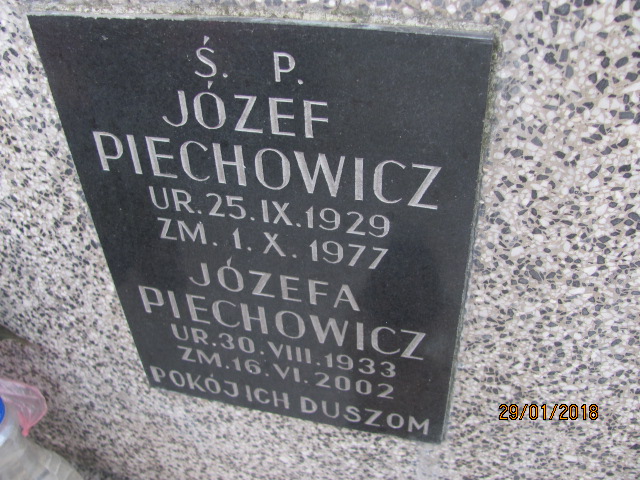 Ś. P.
JÓZEF
PIECHOWICZ
UR.25.IX.1929
ZM. 1. X. 1977
JÓZEFA
PIECHOWICZ
UR.30.VIII.1933
ZM.16.VI.2002
POKÓJ ICH DUSZOM
29/01/2018